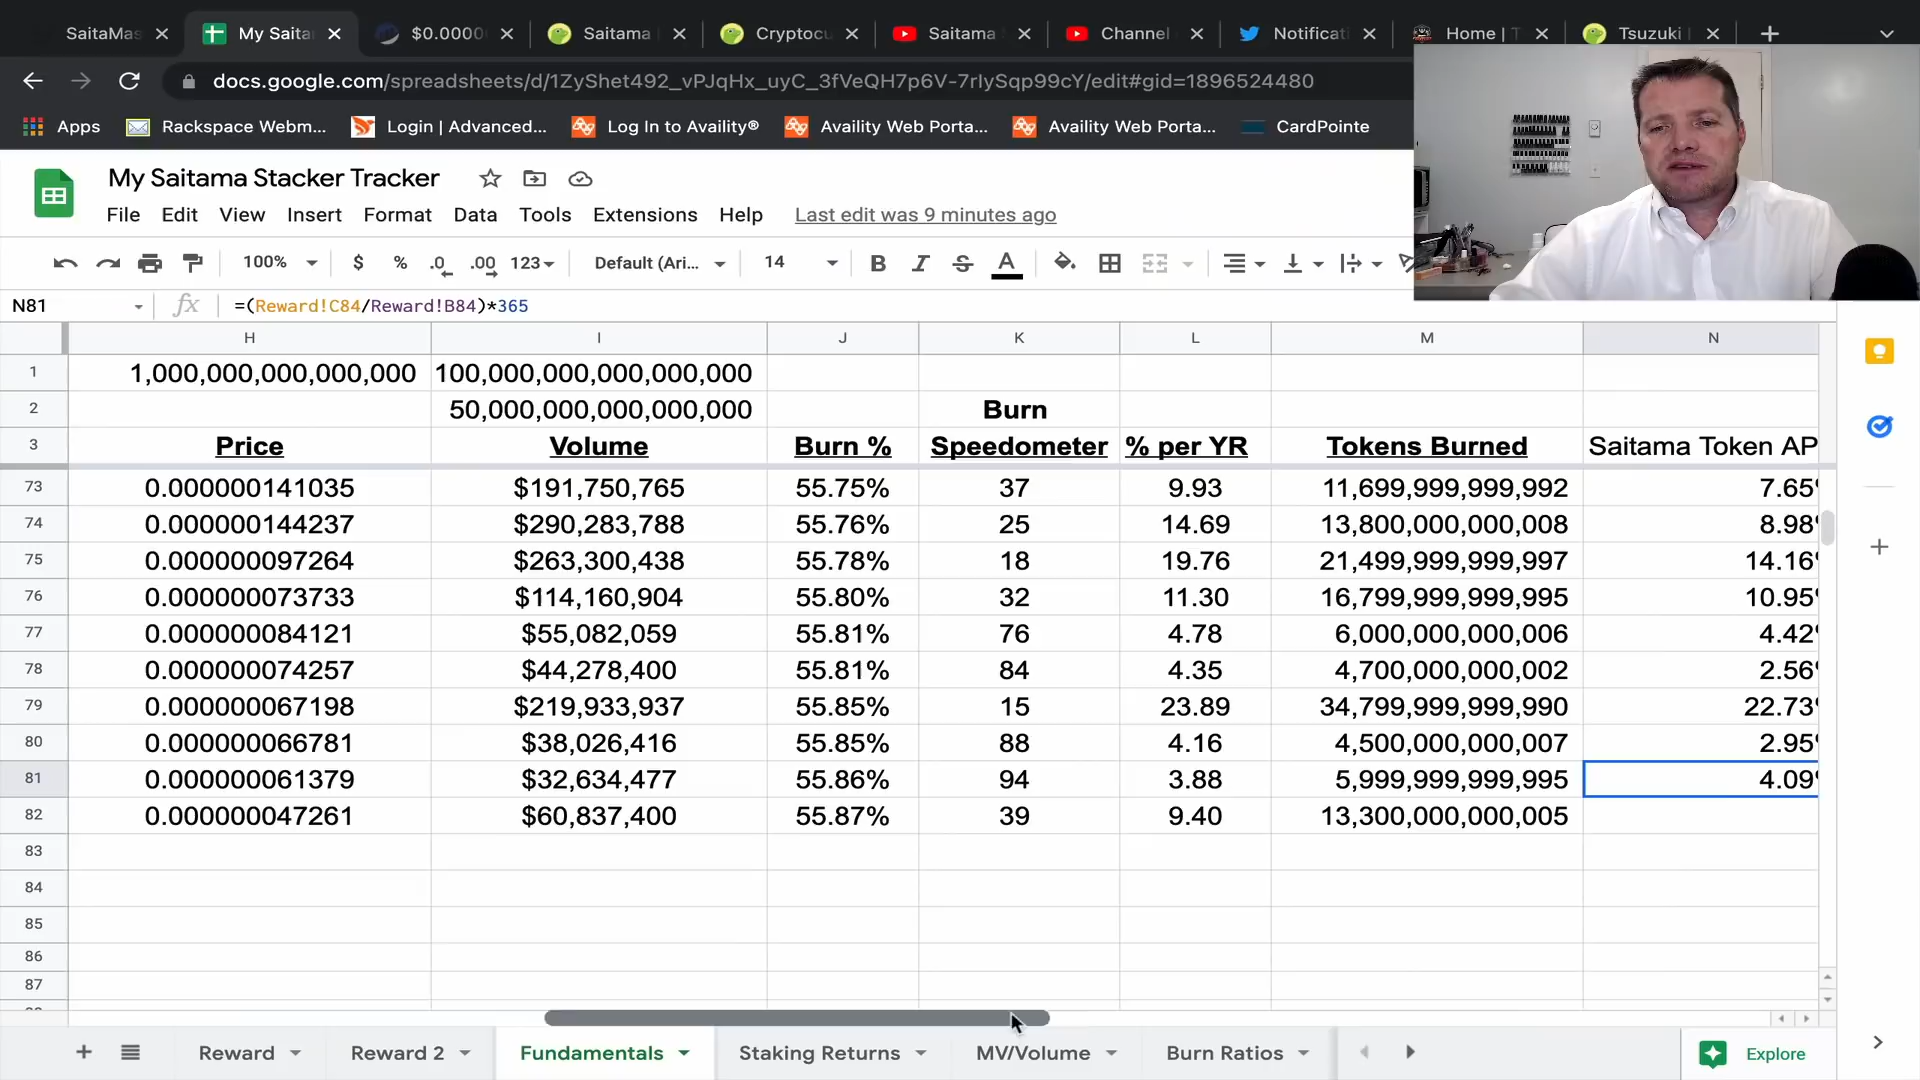 SaitaMas
My Saita
$0.0000
Saitama
Cryptocu
Saitama
Channel
Notificati
Home | T
Tsuzuki
docs.google.com/spreadsheets/d/1ZyShet492_vPJqHx_uyC_3fVeQH7p6V-7rIySqp99cY/edit#gid=1896524480
Apps
Rackspace Webm...
Login | Advanced...
Log In to Availity®
Availity Web Porta...
Availity Web Porta...
CardPointe
My Saitama Stacker Tracker
File Edit View Insert Format Data Tools Extensions Help Last edit was 9 minutes ago
100% $ % .0 .00 123 Default (Ari... 14 B I S A
N81 fx =(Reward!C84/Reward!B84)*365
H I J K L M N
1 1,000,000,000,000,000 100,000,000,000,000,000
2 50,000,000,000,000,000 Burn
3 Price Volume Burn % Speedometer % per YR Tokens Burned Saitama Token AP
73 0.000000141035 $191,750,765 55.75% 37 9.93 11,699,999,999,992 7.65
74 0.000000144237 $290,283,788 55.76% 25 14.69 13,800,000,000,008 8.98
75 0.000000097264 $263,300,438 55.78% 18 19.76 21,499,999,999,997 14.16
76 0.000000073733 $114,160,904 55.80% 32 11.30 16,799,999,999,995 10.95
77 0.000000084121 $55,082,059 55.81% 76 4.78 6,000,000,000,006 4.42
78 0.000000074257 $44,278,400 55.81% 84 4.35 4,700,000,000,002 2.56
79 0.000000067198 $219,933,937 55.85% 15 23.89 34,799,999,999,990 22.73
80 0.000000066781 $38,026,416 55.85% 88 4.16 4,500,000,000,007 2.95
81 0.000000061379 $32,634,477 55.86% 94 3.88 5,999,999,999,995 4.09
82 0.000000047261 $60,837,400 55.87% 39 9.40 13,300,000,000,005
83
84
85
86
87
Reward Reward 2 Fundamentals Staking Returns MV/Volume Burn Ratios Explore